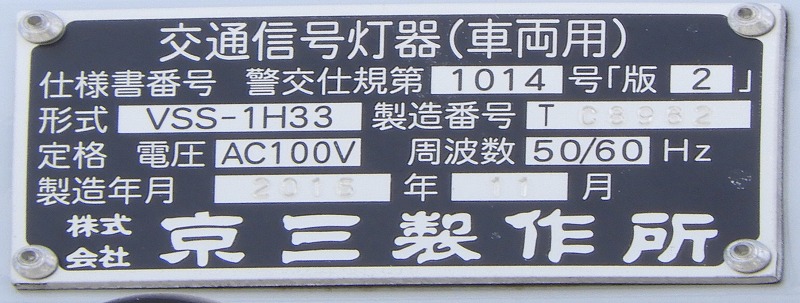 交通信号灯器(車両用)
仕様書番号 警交仕規第 1014 号「版 2 」
形式 VSS-1H33 製造番号 T C8982
定格 電圧 AC100V 周波数 50/60 Hz
製造年月 2018 年 11 月
株式会社 京三製作所